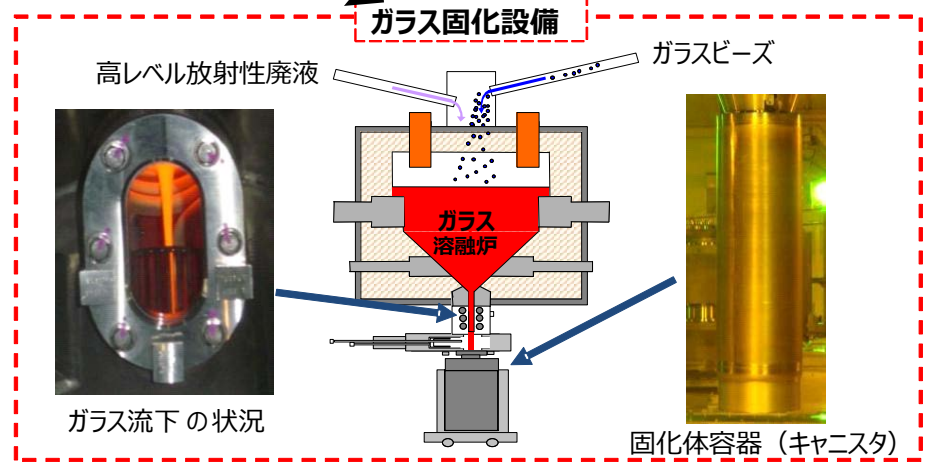 ガラス固化設備
高レベル放射性廃液
ガラスビーズ
ガラス
溶融炉
ガラス流下の状況
固化体容器（キャニスタ）